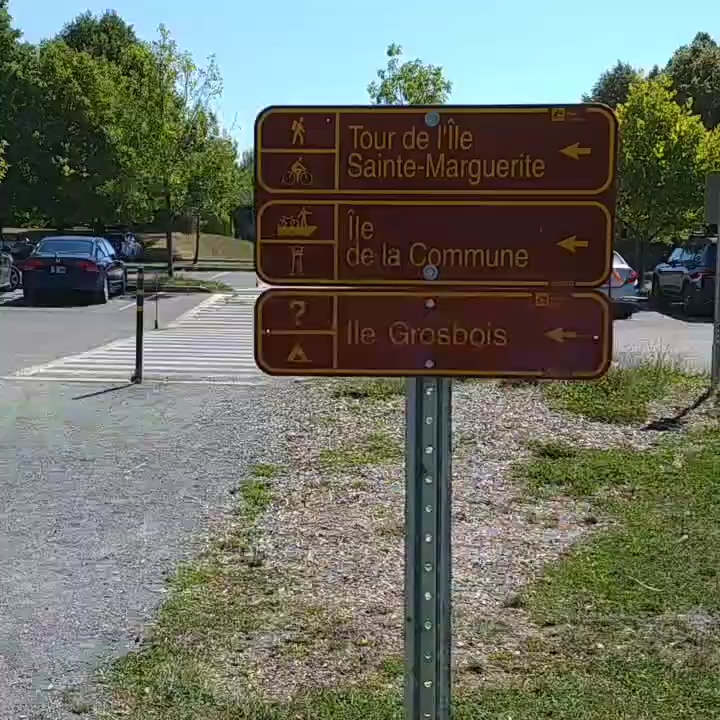 Tour de l'Île
Sainte-Marguerite
Île
de la Commune
?
Ile Grosbois